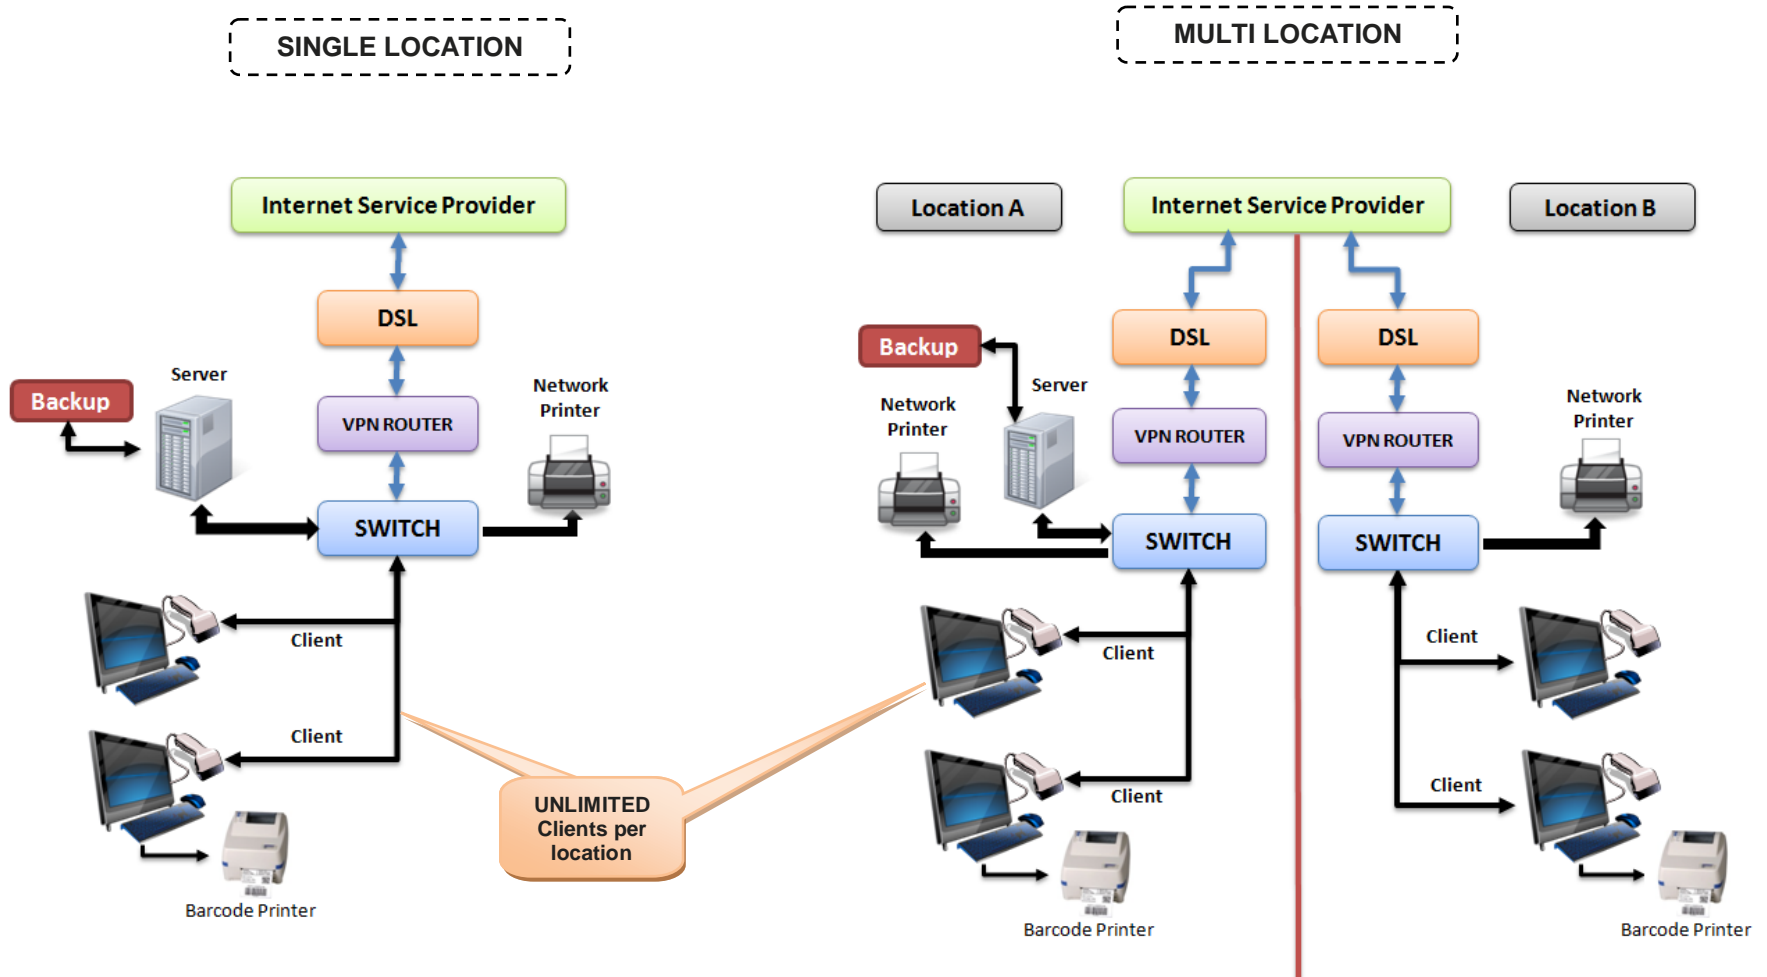 SINGLE LOCATION
Internet Service Provider
DSL
Server
Backup
VPN ROUTER
Network
Printer
SWITCH
Client
Client
Barcode Printer
UNLIMITED
Clients per
location
MULTI LOCATION
Location A
Internet Service Provider
Location B
DSL
DSL
Backup
Server
Network
Printer
VPN ROUTER
VPN ROUTER
Network
Printer
SWITCH
SWITCH
Client
Client
Client
Client
Barcode Printer
Barcode Printer